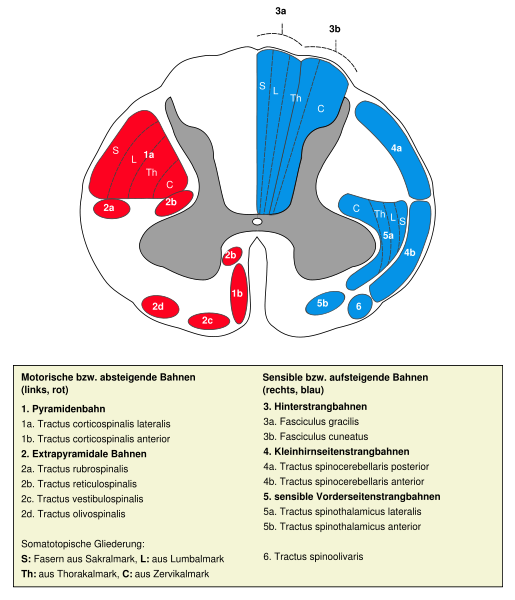 3a
3b
S
L
Th
C
S
L
1a
Th
C
2a
2b
4a
C
Th
L
S
5a
4b
2b
1b
2d
2c
5b
6
Motorische bzw. absteigende Bahnen
(links, rot)
1. Pyramidenbahn
1a. Tractus corticospinalis lateralis
1b. Tractus corticospinalis anterior
2. Extrapyramidale Bahnen
2a. Tractus rubrospinalis
2b. Tractus reticulospinalis
2c. Tractus vestibulospinalis
2d. Tractus olivospinalis
Somatotopische Gliederung:
S: Fasern aus Sakralmark, L: aus Lumbalmark
Th: aus Thorakalmark, C: aus Zervikalmark
Sensible bzw. aufsteigende Bahnen
(rechts, blau)
3. Hinterstrangbahnen
3a. Fasciculus gracilis
3b. Fasciculus cuneatus
4. Kleinhirnseitenstrangbahnen
4a. Tractus spinocerebellaris posterior
4b. Tractus spinocerebellaris anterior
5. sensible Vorderseitenstrangbahnen
5a. Tractus spinothalamicus lateralis
5b. Tractus spinothalamicus anterior
6. Tractus spinoolivaris